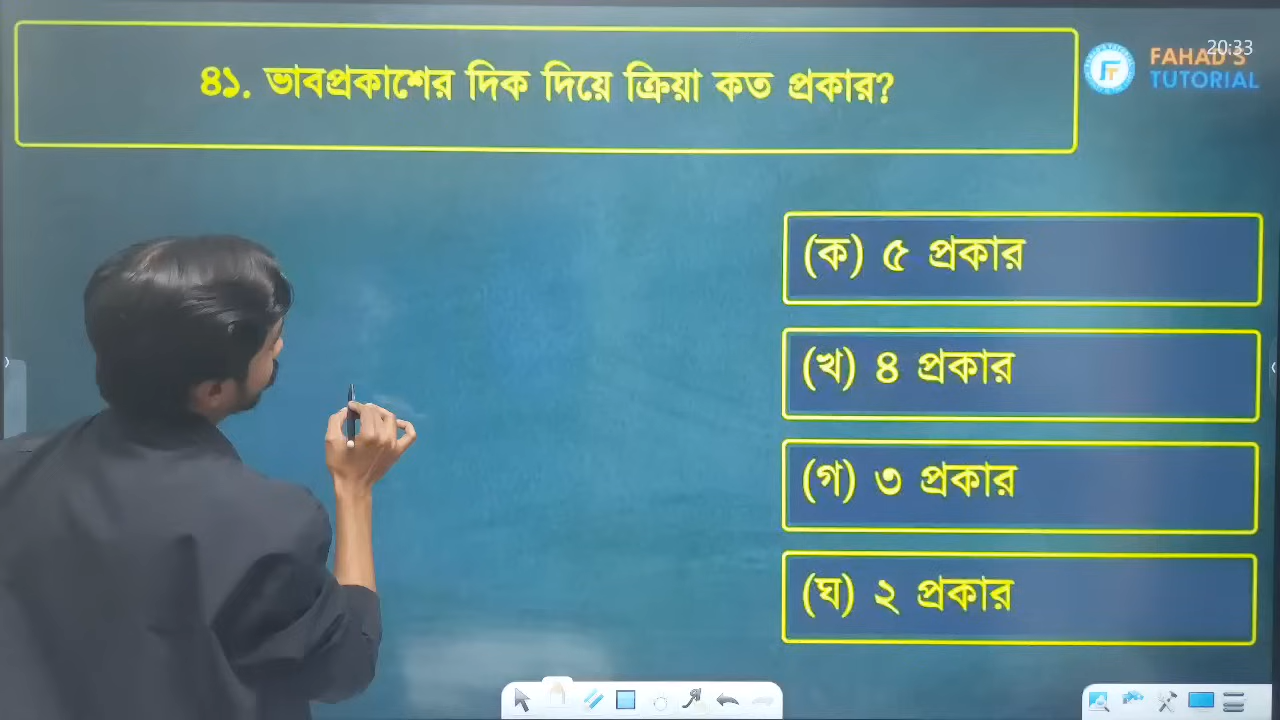 ৪১. ভাবপ্রকাশের দিক দিয়ে ক্রিয়া কত প্রকার?
20:33
FAHAD'S
TUTORIAL
(ক) ৫ প্রকার
(খ) ৪ প্রকার
(গ) ৩ প্রকার
(ঘ) ২ প্রকার